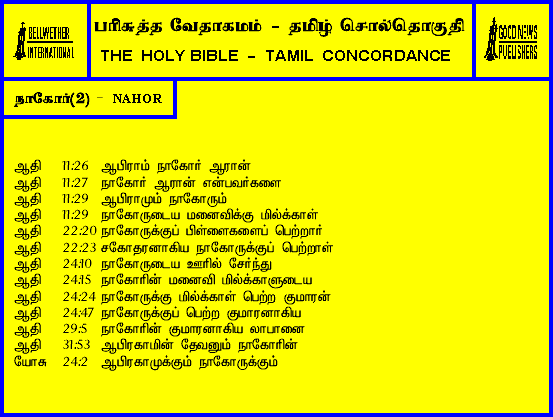 BELLWETHER
INTERNATIONAL
பரிசுத்த வேதாகமம் - தமிழ் சொல்தொகுதி
THE HOLY BIBLE - TAMIL CONCORDANCE
GOOD NEWS
PUBLISHERS
நாகோர்(2) - NAHOR
ஆதி 11:26 ஆபிராம் நாகோர் ஆரான்
ஆதி 11:27 நாகோர் ஆரான் என்பவர்களை
ஆதி 11:29 ஆபிராமும் நாகோரும்
ஆதி 11:29 நாகோருடைய மனைவிக்கு மில்க்காள்
ஆதி 22:20 நாகோருக்குப் பிள்ளைகளைப் பெற்றார்
ஆதி 22:23 சகோதரனாகிய நாகோருக்குப் பெற்றாள்
ஆதி 24:10 நாகோருடைய ஊரில் சேர்ந்து
ஆதி 24:15 நாகோரின் மனைவி மில்க்காளுடைய
ஆதி 24:24 நாகோருக்கு மில்க்காள் பெற்ற குமாரன்
ஆதி 24:47 நாகோருக்குப் பெற்ற குமாரனாகிய
ஆதி 29:5 நாகோரின் குமாரனாகிய லாபானை
ஆதி 31:53 ஆபிரகாமின் தேவனும் நாகோரின்
யோசு 24:2 ஆபிரகாமுக்கும் நாகோருக்கும்